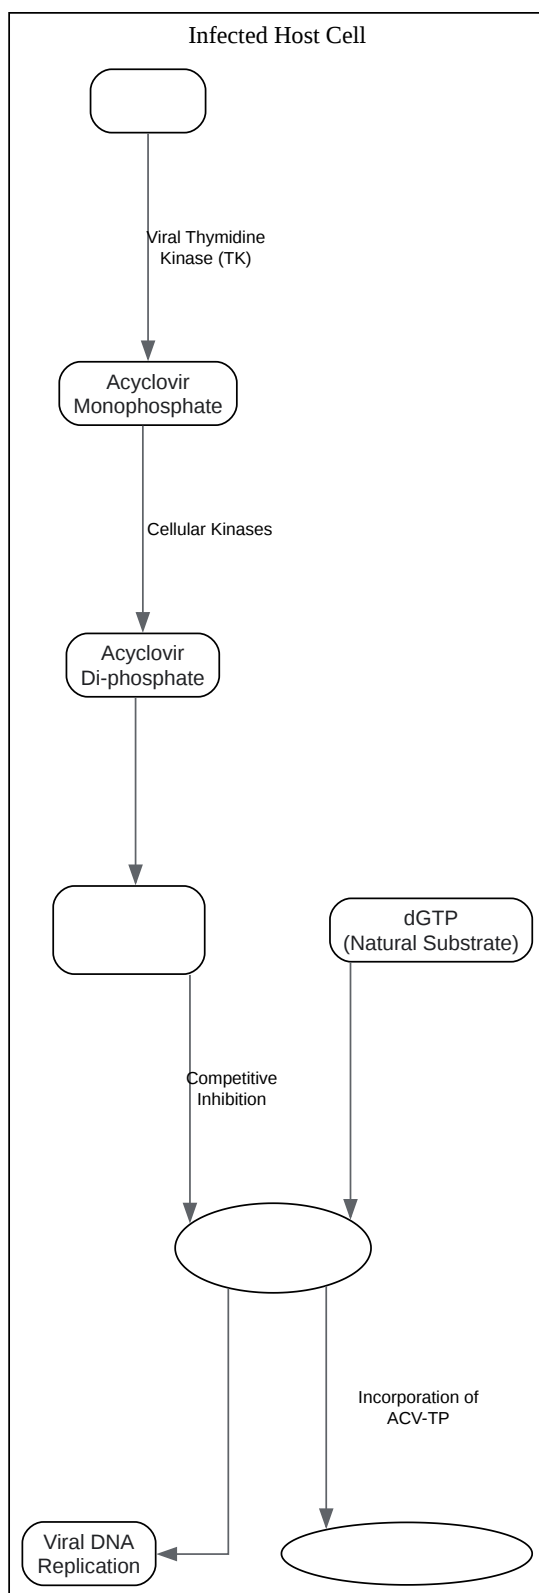 Infected Host Cell
Viral Thymidine
Kinase (TK)
Acyclovir
Monophosphate
Cellular Kinases
Acyclovir
Di-phosphate
dGTP
(Natural Substrate)
Competitive
Inhibition
Incorporation of
ACV-TP
Viral DNA
Replication